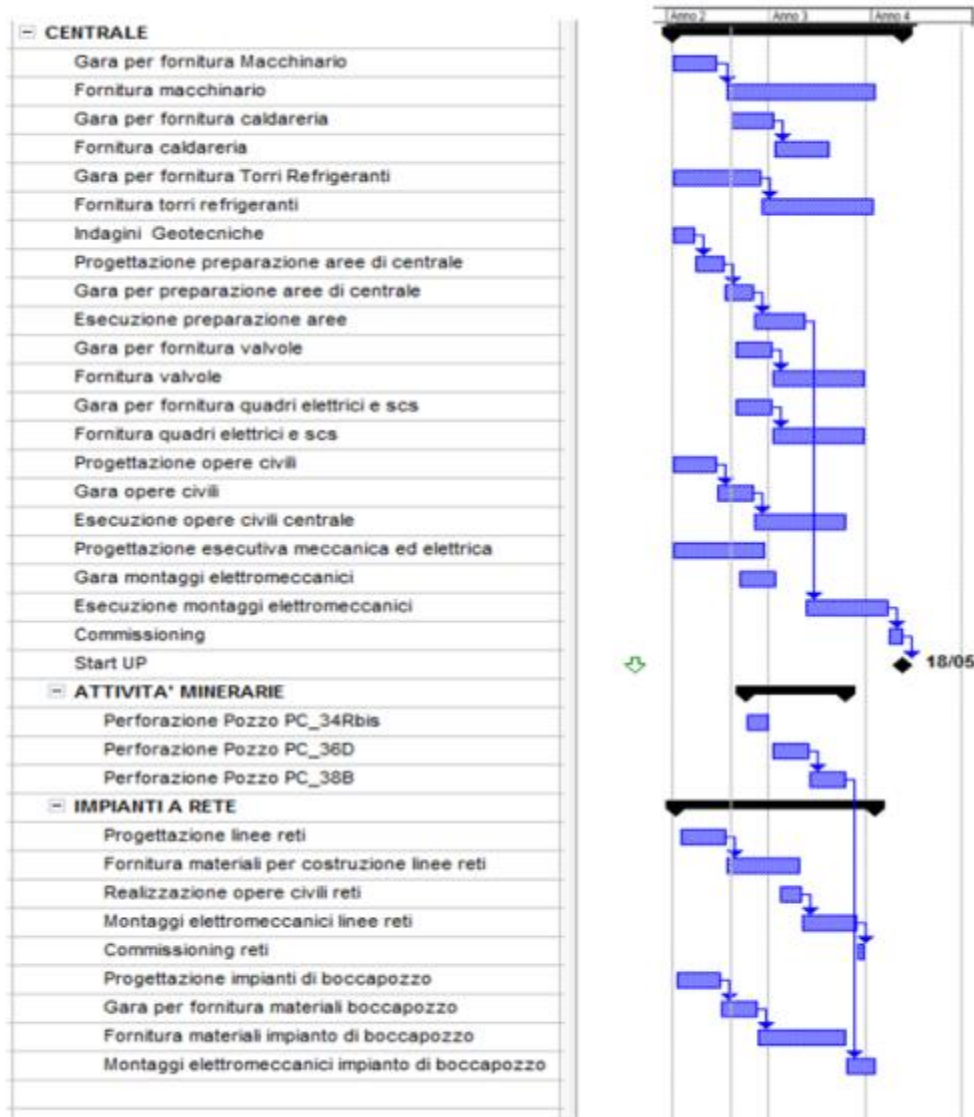 Anno 2 Anno 3 Anno 4
CENTRALE
Gara per fornitura Macchinario
Fornitura macchinario
Gara per fornitura caldareria
Fornitura caldareria
Gara per fornitura Torri Refrigeranti
Fornitura torri refrigeranti
Indagini Geotecniche
Progettazione preparazione aree di centrale
Gara per preparazione aree di centrale
Esecuzione preparazione aree
Gara per fornitura valvole
Fornitura valvole
Gara per fornitura quadri elettrici e scs
Fornitura quadri elettrici e scs
Progettazione opere civili
Gara opere civili
Esecuzione opere civili centrale
Progettazione esecutiva meccanica ed elettrica
Gara montaggi elettromeccanici
Esecuzione montaggi elettromeccanici
Commissioning
Start UP 18/05
ATTIVITA' MINERARIE
Perforazione Pozzo PC_34Rbis
Perforazione Pozzo PC_36D
Perforazione Pozzo PC_38B
IMPIANTI A RETE
Progettazione linee reti
Fornitura materiali per costruzione linee reti
Realizzazione opere civili reti
Montaggi elettromeccanici linee reti
Commissioning reti
Progettazione impianti di boccapozzo
Gara per fornitura materiali boccapozzo
Fornitura materiali impianto di boccapozzo
Montaggi elettromeccanici impianto di boccapozzo